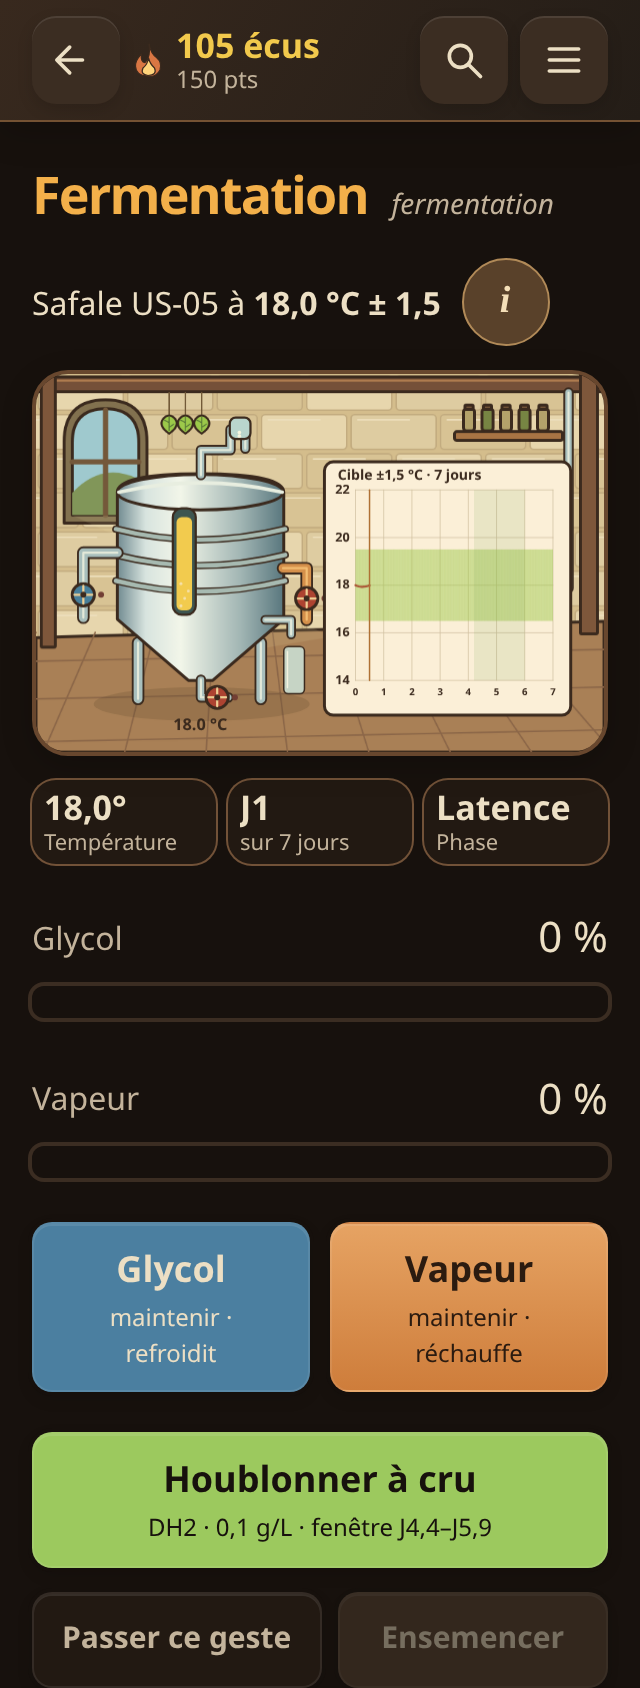 105 écus
150 pts
Fermentation fermentation
Safale US-05 à 18,0 °C ± 1,5 i
Cible ±1,5 °C · 7 jours
22
20
18
16
14
0 1 2 3 4 5 6 7
18.0 °C
18,0° J1 Latence
Température sur 7 jours Phase
Glycol 0 %
Vapeur 0 %
Glycol Vapeur
maintenir · maintenir ·
refroidit réchauffe
Houblonner à cru
DH2 · 0,1 g/L · fenêtre J4,4–J5,9
Passer ce geste Ensemencer